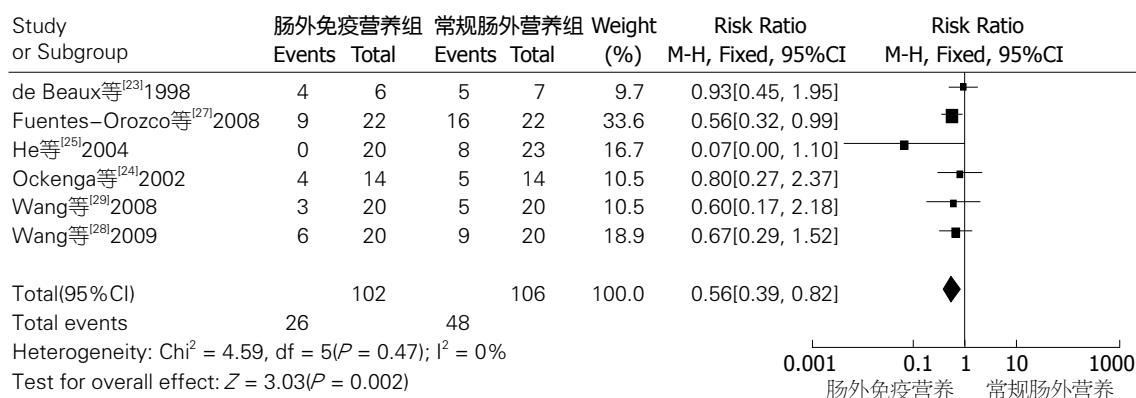 Study 肠外免疫营养组 常规肠外营养组 Weight Risk Ratio Risk Ratio
or Subgroup Events Total Events Total (%) M-H, Fixed, 95%CI M-H, Fixed, 95%CI
de Beaux等[23]1998 4 6 5 7 9.7 0.93[0.45, 1.95]
Fuentes-Orozco等[27]2008 9 22 16 22 33.6 0.56[0.32, 0.99]
He等[25]2004 0 20 8 23 16.7 0.07[0.00, 1.10]
Ockenga等[24]2002 4 14 5 14 10.5 0.80[0.27, 2.37]
Wang等[29]2008 3 20 5 20 10.5 0.60[0.17, 2.18]
Wang等[28]2009 6 20 9 20 18.9 0.67[0.29, 1.52]
Total(95%CI) 102 106 100.0 0.56[0.39, 0.82]
Total events 26 48
Heterogeneity: Chi² = 4.59, df = 5(P = 0.47); I² = 0%
Test for overall effect: Z = 3.03(P = 0.002)
0.001 0.1 1 10 1000
肠外免疫营养 常规肠外营养